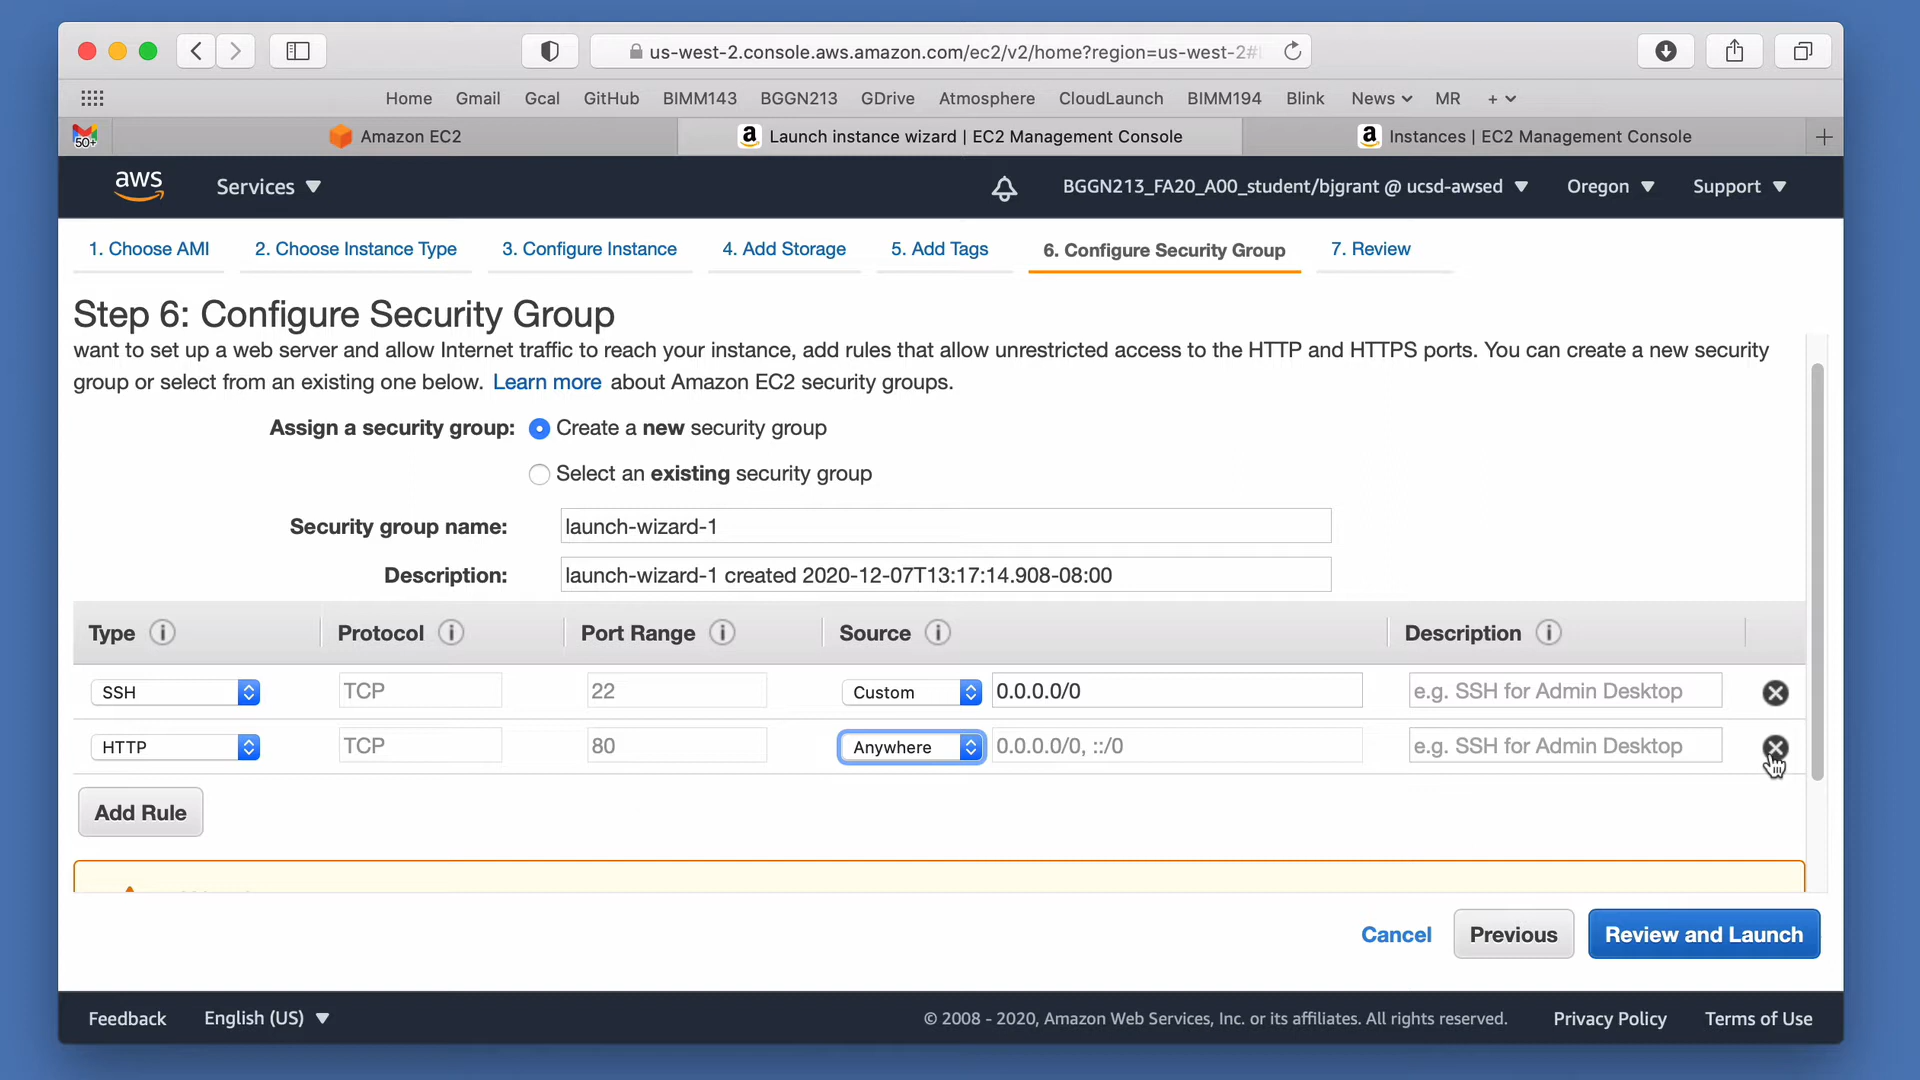 us-west-2.console.aws.amazon.com/ec2/v2/home?region=us-west-2#
Home Gmail Gcal GitHub BIMM143 BGGN213 GDrive Atmosphere CloudLaunch BIMM194 Blink News MR +
50+ Amazon EC2 a Launch instance wizard | EC2 Management Console a Instances | EC2 Management Console +
aws Services BGGN213_FA20_A00_student/bjgrant @ ucsd-awsed Oregon Support
1. Choose AMI 2. Choose Instance Type 3. Configure Instance 4. Add Storage 5. Add Tags 6. Configure Security Group 7. Review
Step 6: Configure Security Group
want to set up a web server and allow Internet traffic to reach your instance, add rules that allow unrestricted access to the HTTP and HTTPS ports. You can create a new security
group or select from an existing one below. Learn more about Amazon EC2 security groups.
Assign a security group: Create a new security group
Select an existing security group
Security group name: launch-wizard-1
Description: launch-wizard-1 created 2020-12-07T13:17:14.908-08:00
Type i Protocol i Port Range i Source i Description i
SSH TCP 22 Custom 0.0.0.0/0 e.g. SSH for Admin Desktop
HTTP TCP 80 Anywhere 0.0.0.0/0, ::/0 e.g. SSH for Admin Desktop
Add Rule
Cancel Previous Review and Launch
Feedback English (US) © 2008 - 2020, Amazon Web Services, Inc. or its affiliates. All rights reserved. Privacy Policy Terms of Use